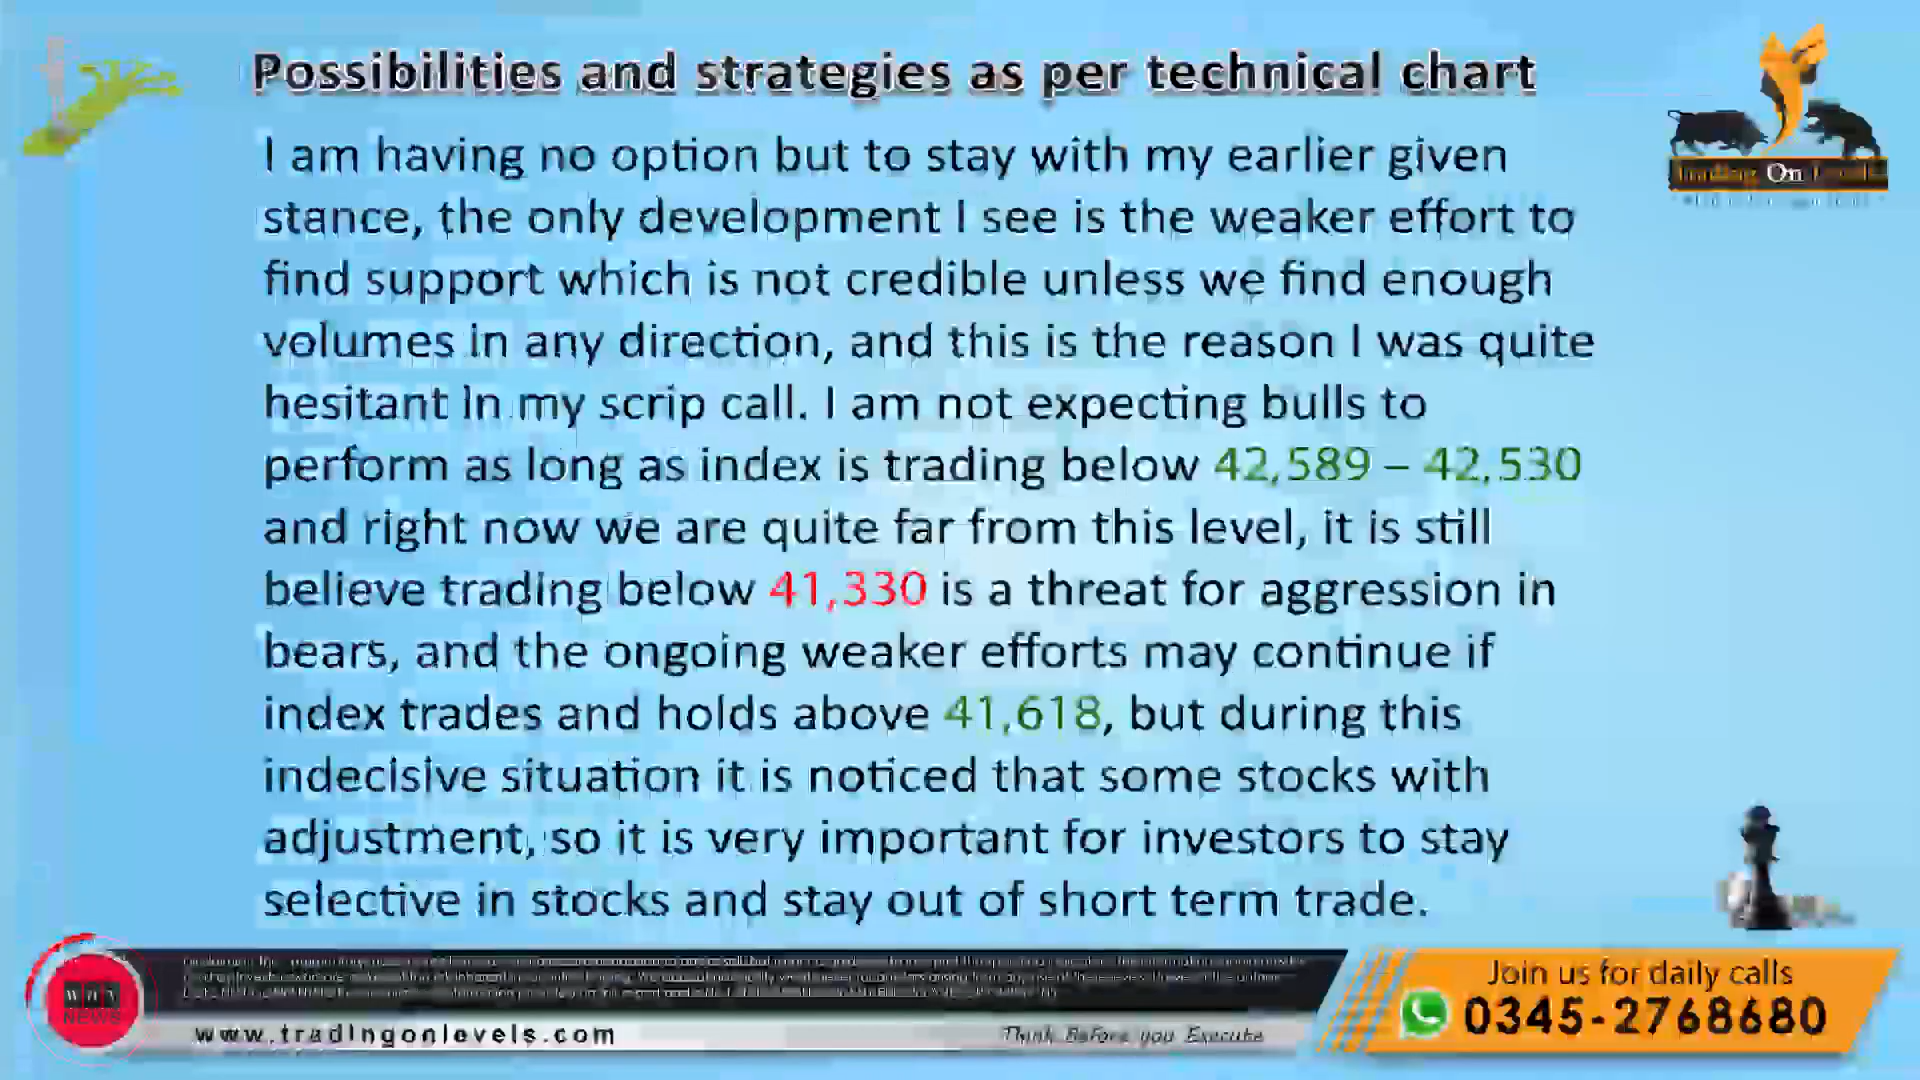 Possibilities and strategies as per technical chart
I am having no option but to stay with my earlier given
stance, the only development I see is the weaker effort to
find support which is not credible unless we find enough
volumes in any direction, and this is the reason I was quite
hesitant in my scrip call. I am not expecting bulls to
perform as long as index is trading below 42,589 – 42,530
and right now we are quite far from this level, it is still
believe trading below 41,330 is a threat for aggression in
bears, and the ongoing weaker efforts may continue if
index trades and holds above 41,618, but during this
indecisive situation it is noticed that some stocks with
adjustment, so it is very important for investors to stay
selective in stocks and stay out of short term trade.
Trading On
NEWS
www.tradingonlevels.com
Think Before you Execute
Join us for daily calls
0345-2768680